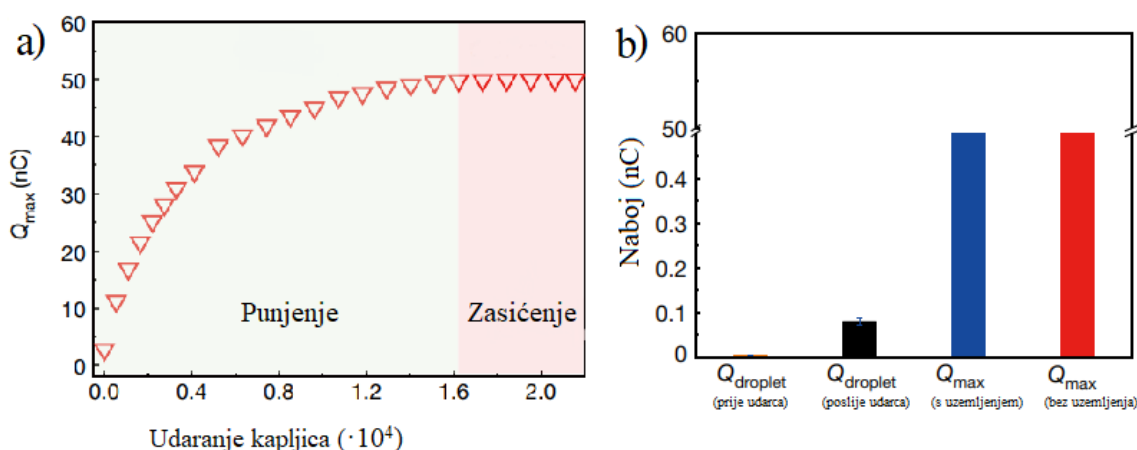 a)
60
50
40
30
20
10
0
Q_max (nC)
Punjenje
Zasićenje
0.0 0.4 0.8 1.2 1.6 2.0
Udaranje kapljica (·10⁴)
b)
60
50
0.4
0.3
0.2
0.1
0
Naboj (nC)
Q_droplet Q_droplet Q_max Q_max
(prije udarca) (poslije udarca) (s uzemljenjem) (bez uzemljenja)